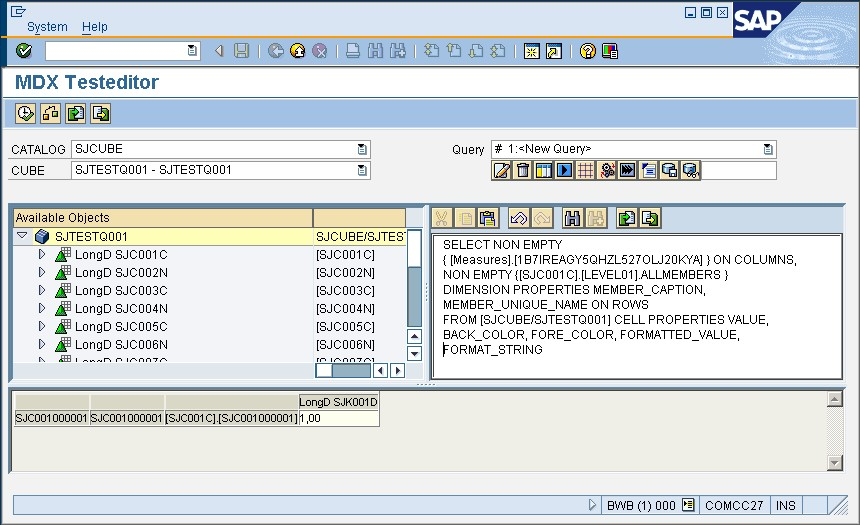 System Help
SAP
MDX Testeditor
CATALOG SJCUBE
Query # 1:<New Query>
CUBE SJTESTQ001 - SJTESTQ001
Available Objects
SJTESTQ001 SJCUBE/SJTES
LongD SJC001C [SJC001C]
LongD SJC002N [SJC002N]
LongD SJC003C [SJC003C]
LongD SJC004N [SJC004N]
LongD SJC005C [SJC005C]
LongD SJC006N [SJC006N]
LongD SJC007C [SJC007C]
SELECT NON EMPTY
{ [Measures].[1B7IREAGY5QHZL527OLJ20KYA] } ON COLUMNS,
NON EMPTY {[SJC001C].[LEVEL01].ALLMEMBERS }
DIMENSION PROPERTIES MEMBER_CAPTION,
MEMBER_UNIQUE_NAME ON ROWS
FROM [SJCUBE/SJTESTQ001] CELL PROPERTIES VALUE,
BACK_COLOR, FORE_COLOR, FORMATTED_VALUE,
FORMAT_STRING
LongD SJK001D
SJC001000001 SJC001000001 [SJC001C].[SJC001000001] 1,00
BWB (1) 000 COMCC27 INS